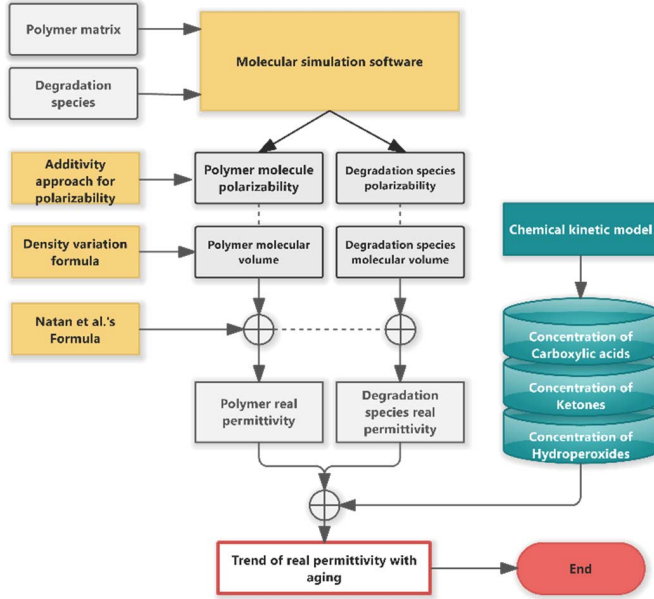 Polymer matrix
Degradation
species
Molecular simulation software
Additivity
approach for
polarizability
Polymer molecule
polarizability
Degradation species
polarizability
Density variation
formula
Polymer molecular
volume
Degradation species
molecular volume
Chemical kinetic model
Natan et al.'s
Formula
Concentration of
Carboxylic acids
Concentration of
Ketones
Concentration of
Hydroperoxides
Polymer real
permittivity
Degradation
species real
permittivity
Trend of real permittivity with
aging
End